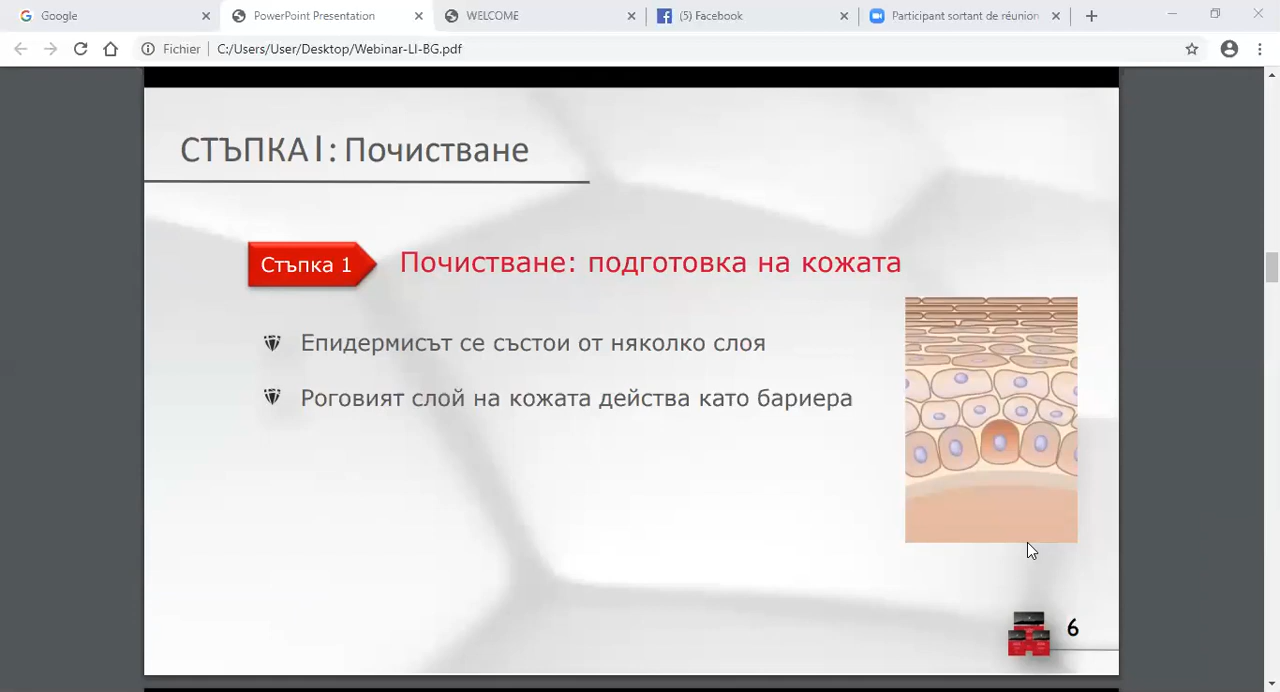 Google
PowerPoint Presentation
WELCOME
(5) Facebook
Participant sortant de réunion
Fichier
C:/Users/User/Desktop/Webinar-LI-BG.pdf
СТЪПКА I : Почистване
Стъпка 1
Почистване: подготовка на кожата
Епидермисът се състои от няколко слоя
Роговият слой на кожата действа като бариера
6